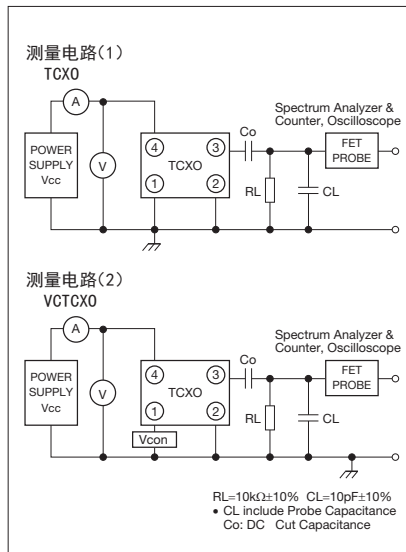 测量电路(1)
TCXO
A
POWER
SUPPLY
Vcc
V
4
3
TCXO
1
2
Co
RL
CL
Spectrum Analyzer &
Counter, Oscilloscope
FET
PROBE
测量电路(2)
VCTCXO
A
POWER
SUPPLY
Vcc
V
4
3
TCXO
1
2
Vcon
Co
RL
CL
Spectrum Analyzer &
Counter, Oscilloscope
FET
PROBE
RL=10kΩ±10% CL=10pF±10%
• CL include Probe Capacitance
Co: DC Cut Capacitance